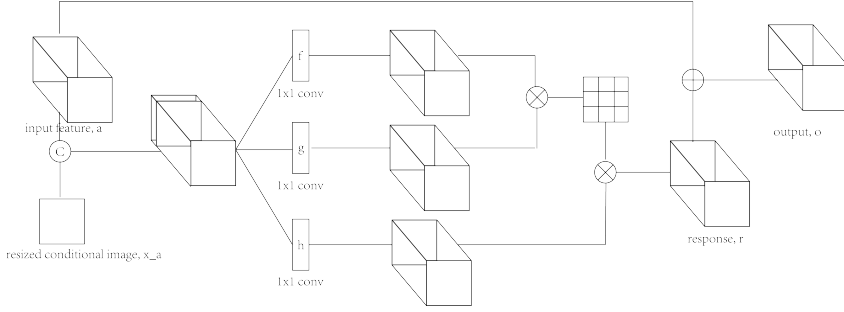 f
1x1 conv
input feature, a
output, o
C
g
1x1 conv
response, r
h
resized conditional image, x_a
1x1 conv